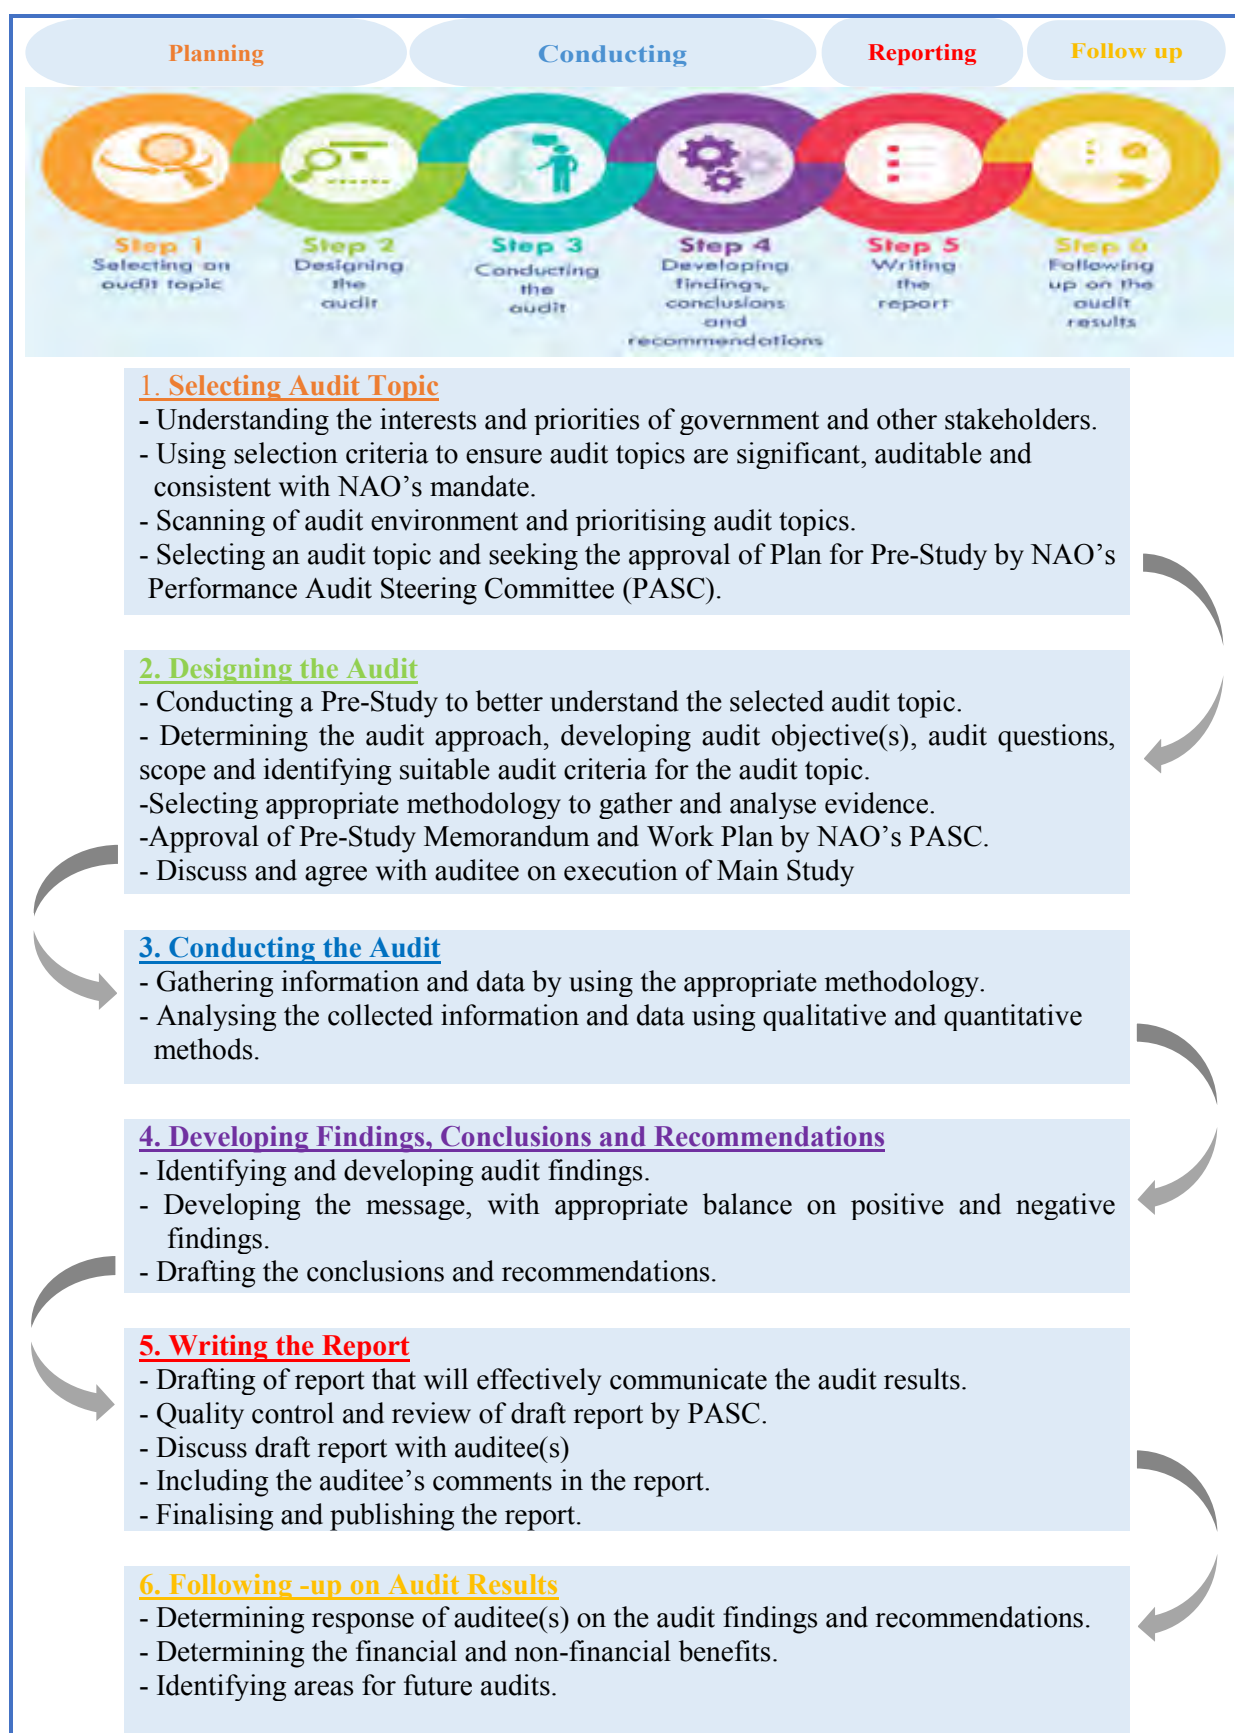 Planning Conducting Reporting Follow up
Step 1 Step 2 Step 3 Step 4 Step 5 Step 6
Selecting an audit topic
Designing the audit
Conducting the audit
Developing findings, conclusions and recommendations
Writing the report
Following up on the audit results
1. Selecting Audit Topic
- Understanding the interests and priorities of government and other stakeholders.
- Using selection criteria to ensure audit topics are significant, auditable and
consistent with NAO’s mandate.
- Scanning of audit environment and prioritising audit topics.
- Selecting an audit topic and seeking the approval of Plan for Pre-Study by NAO’s
Performance Audit Steering Committee (PASC).
2. Designing the Audit
- Conducting a Pre-Study to better understand the selected audit topic.
- Determining the audit approach, developing audit objective(s), audit questions,
scope and identifying suitable audit criteria for the audit topic.
-Selecting appropriate methodology to gather and analyse evidence.
-Approval of Pre-Study Memorandum and Work Plan by NAO’s PASC.
- Discuss and agree with auditee on execution of Main Study
3. Conducting the Audit
- Gathering information and data by using the appropriate methodology.
- Analysing the collected information and data using qualitative and quantitative
methods.
4. Developing Findings, Conclusions and Recommendations
- Identifying and developing audit findings.
- Developing the message, with appropriate balance on positive and negative
findings.
- Drafting the conclusions and recommendations.
5. Writing the Report
- Drafting of report that will effectively communicate the audit results.
- Quality control and review of draft report by PASC.
- Discuss draft report with auditee(s)
- Including the auditee’s comments in the report.
- Finalising and publishing the report.
6. Following -up on Audit Results
- Determining response of auditee(s) on the audit findings and recommendations.
- Determining the financial and non-financial benefits.
- Identifying areas for future audits.